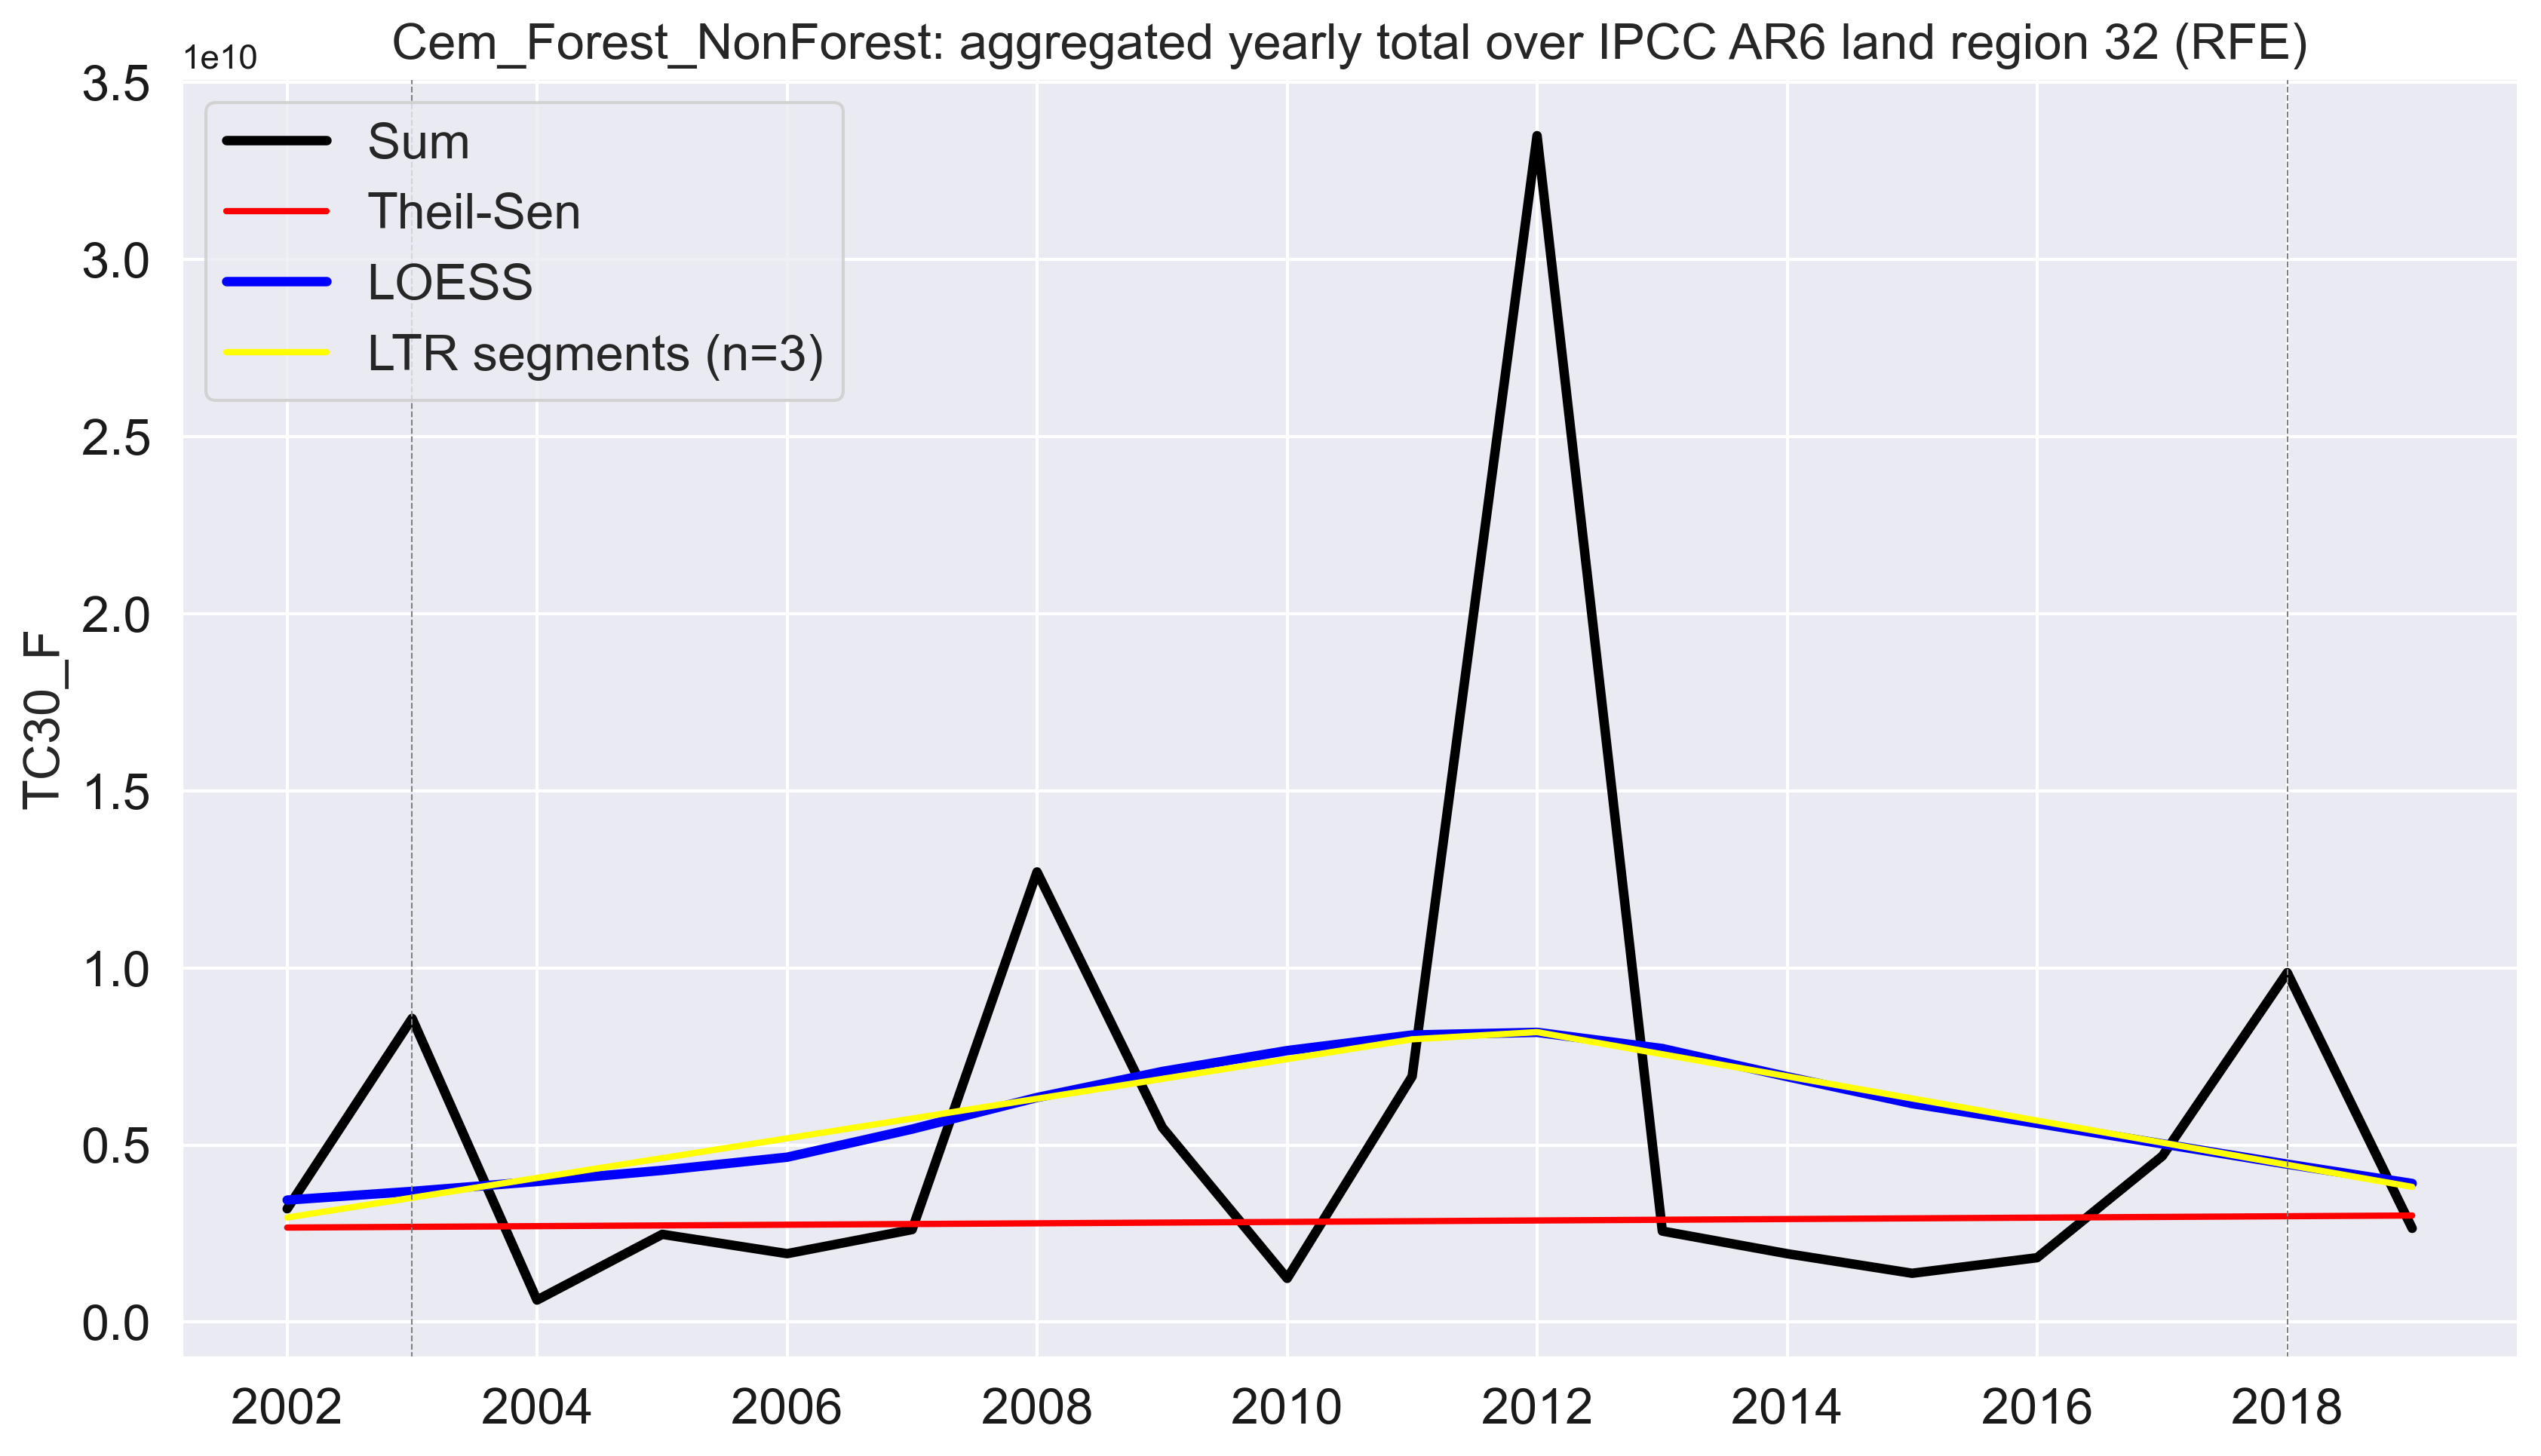 Cem_Forest_NonForest: aggregated yearly total over IPCC AR6 land region 32 (RFE)
1e10
3.5
3.0
2.5
2.0
1.5
1.0
0.5
0.0
TC30_F
Sum
Theil-Sen
LOESS
LTR segments (n=3)
2002 2004 2006 2008 2010 2012 2014 2016 2018